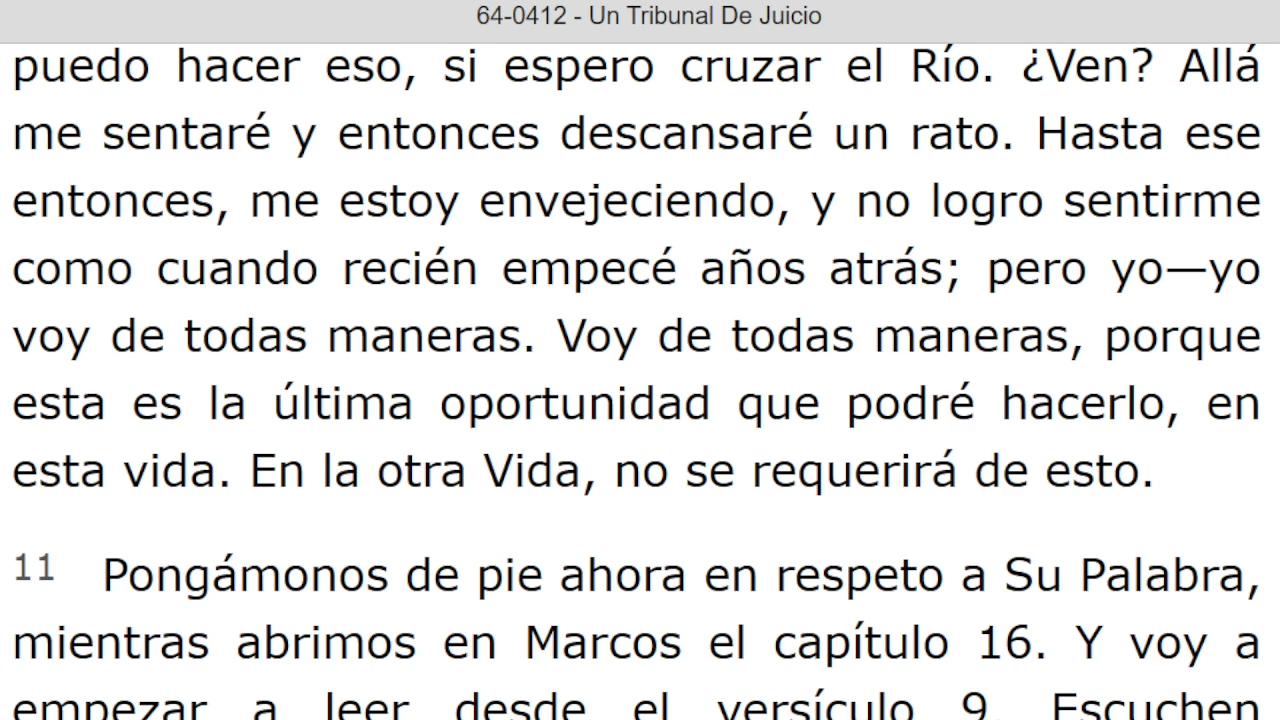 64-0412 - Un Tribunal De Juicio
puedo hacer eso, si espero cruzar el Río. ¿Ven? Allá
me sentaré y entonces descansaré un rato. Hasta ese
entonces, me estoy envejeciendo, y no logro sentirme
como cuando recién empecé años atrás; pero yo—yo
voy de todas maneras. Voy de todas maneras, porque
esta es la última oportunidad que podré hacerlo, en
esta vida. En la otra Vida, no se requerirá de esto.
11 Pongámonos de pie ahora en respeto a Su Palabra,
mientras abrimos en Marcos el capítulo 16. Y voy a
empezar a leer desde el versículo 9. Escuchen